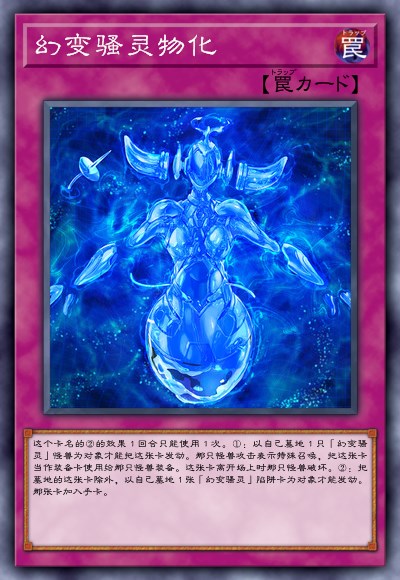 幻变骚灵物化
トラップ
罠
トラップ
【罠カード】
这个卡名的②的效果1回合只能使用1次。①：以自己墓地1只「幻变骚
灵」怪兽为对象才能把这张卡发动。那只怪兽攻击表示特殊召唤，把这张卡
当作装备卡使用给那只怪兽装备。这张卡离开场上时那只怪兽破坏。②：把
墓地的这张卡除外，以自己墓地1张「幻变骚灵」陷阱卡为对象才能发动。
那张卡加入手卡。